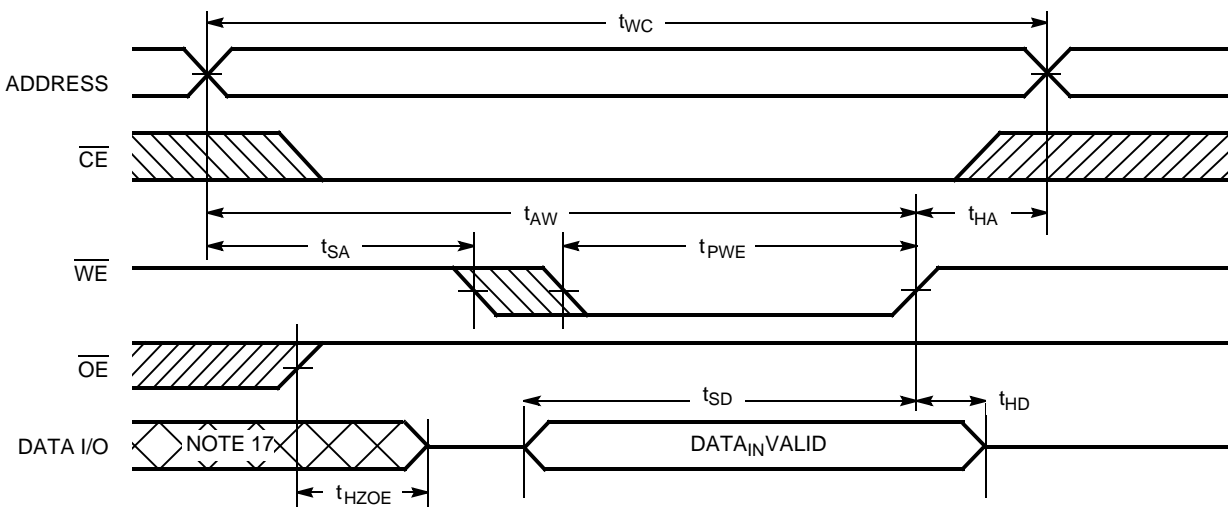 tWC
ADDRESS
CE
tAW
tHA
tSA
tPWE
WE
OE
tSD
tHD
DATA I/O
NOTE 17
DATAINVALID
tHZOE